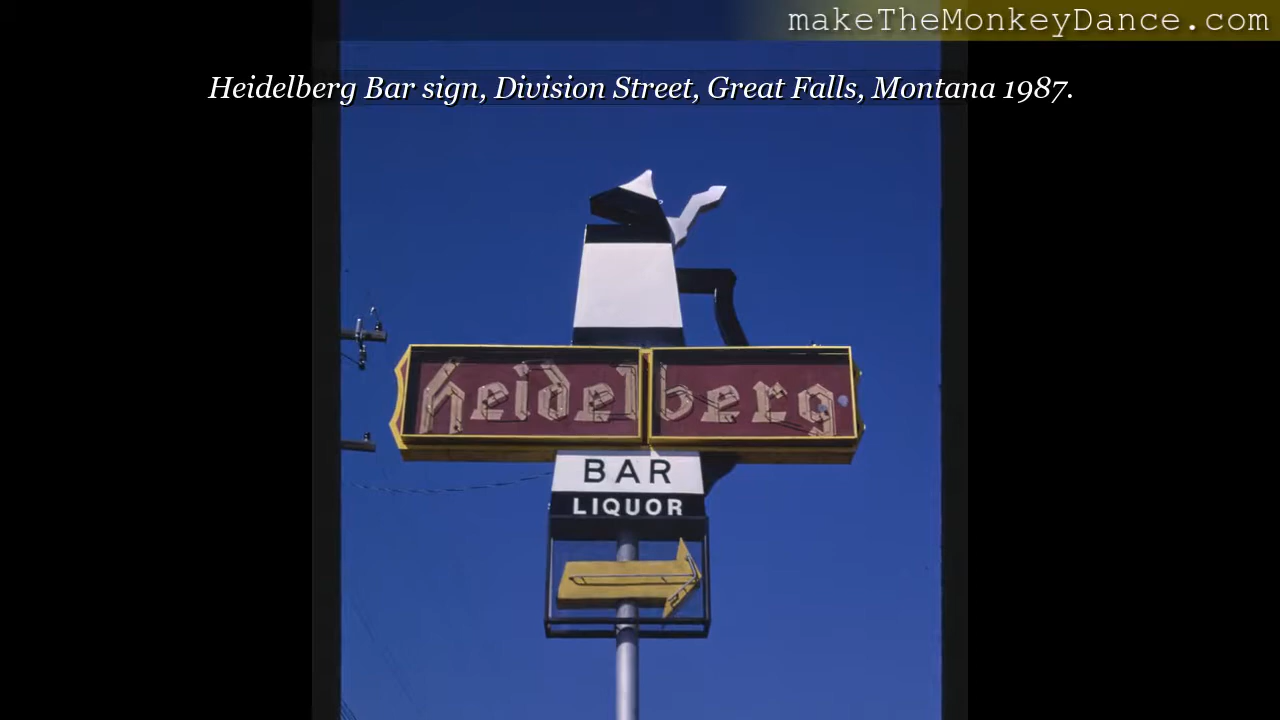 makeTheMonkeyDance.com
Heidelberg Bar sign, Division Street, Great Falls, Montana 1987.
heidelberg
BAR
LIQUOR